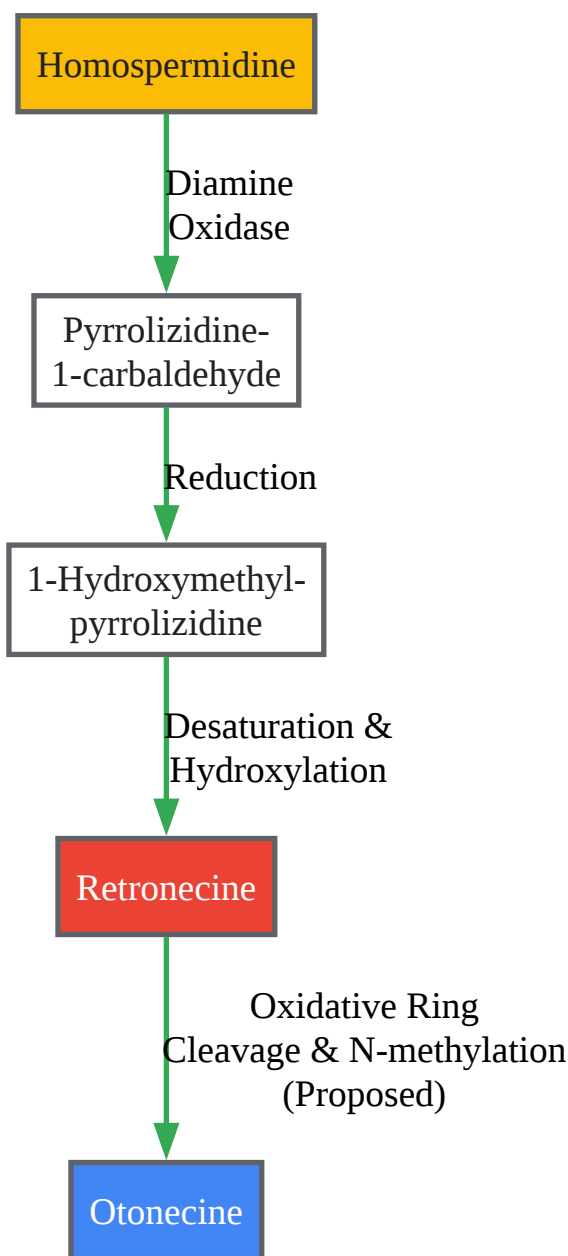 Homospermidine
Diamine
Oxidase
Pyrrolizidine-
1-carbaldehyde
Reduction
1-Hydroxymethyl-
pyrrolizidine
Desaturation &
Hydroxylation
Retronecine
Oxidative Ring
Cleavage & N-methylation
(Proposed)
Otonecine